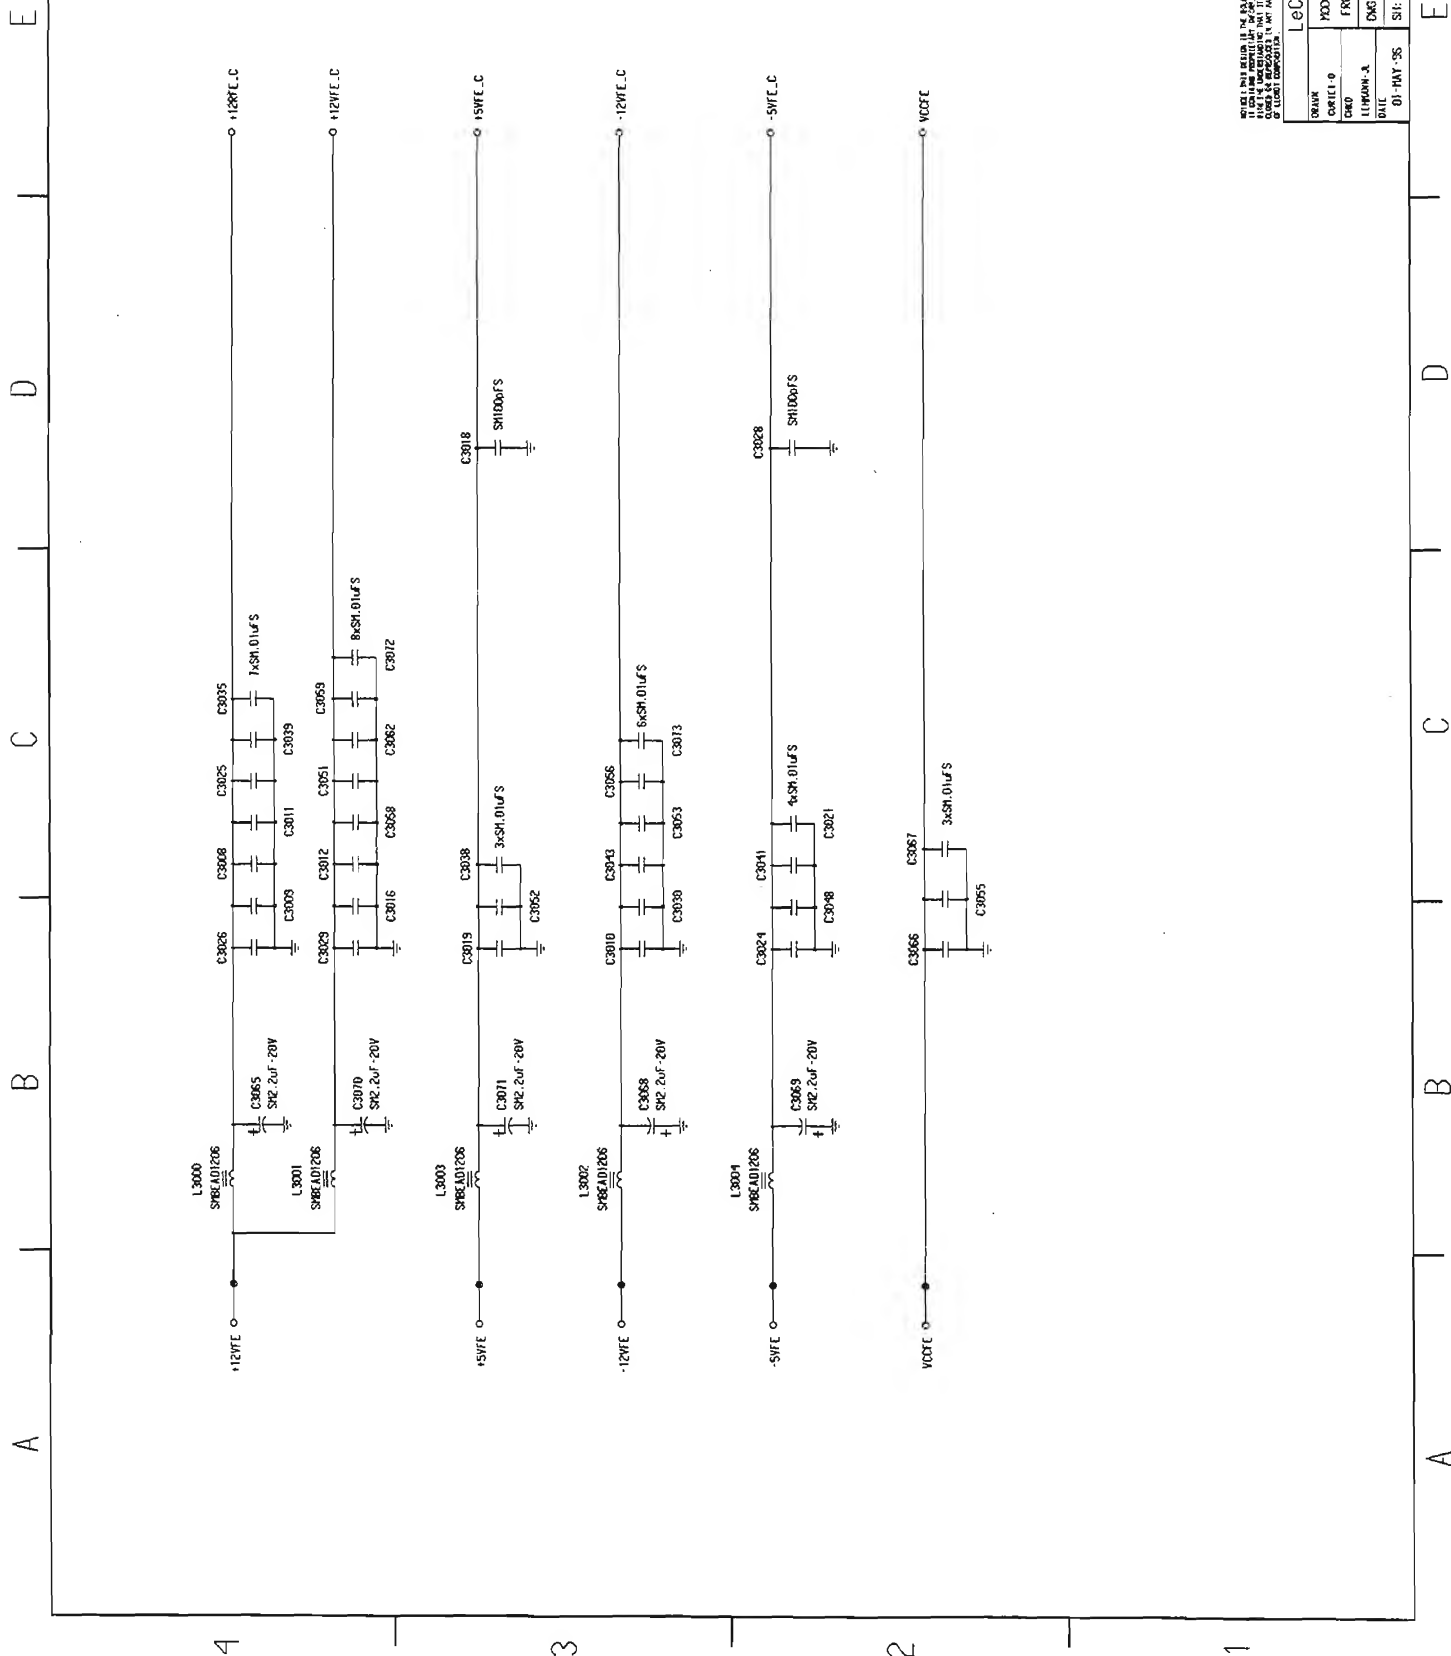 E
D
C
B
A
4
3
2
1
+12VFE
L3000
SMBEAD1206
C3065
SM2.2uF-20V
C3026
C3009
C3008
C3011
C3025
C3039
C3035
7xSM.01uFS
+12RFE_C
L3001
SMBEAD1206
C3070
SM2.2uF-20V
C3029
C3016
C3012
C3058
C3051
C3062
C3059
C3072
8xSM.01uFS
+12VFE_C
+5VFE
L3003
SMBEAD1206
C3071
SM2.2uF-20V
C3019
C3052
C3038
3xSM.01uFS
C3018
SM100pFS
+5VFE_C
-12VFE
L3002
SMBEAD1206
C3068
SM2.2uF-20V
C3010
C3030
C3043
C3053
C3056
C3073
6xSM.01uFS
-12VFE_C
-5VFE
L3004
SMBEAD1206
C3069
SM2.2uF-20V
C3024
C3048
C3041
C3021
4xSM.01uFS
C3028
SM100pFS
-5VFE_C
VCCFE
C3066
C3055
C3067
3xSM.01uFS
VCCFE
LeC
DRAWN
CHKD
LEHMANN-A
DATE
MOD
DWG
SH:
A
B
C
D
E